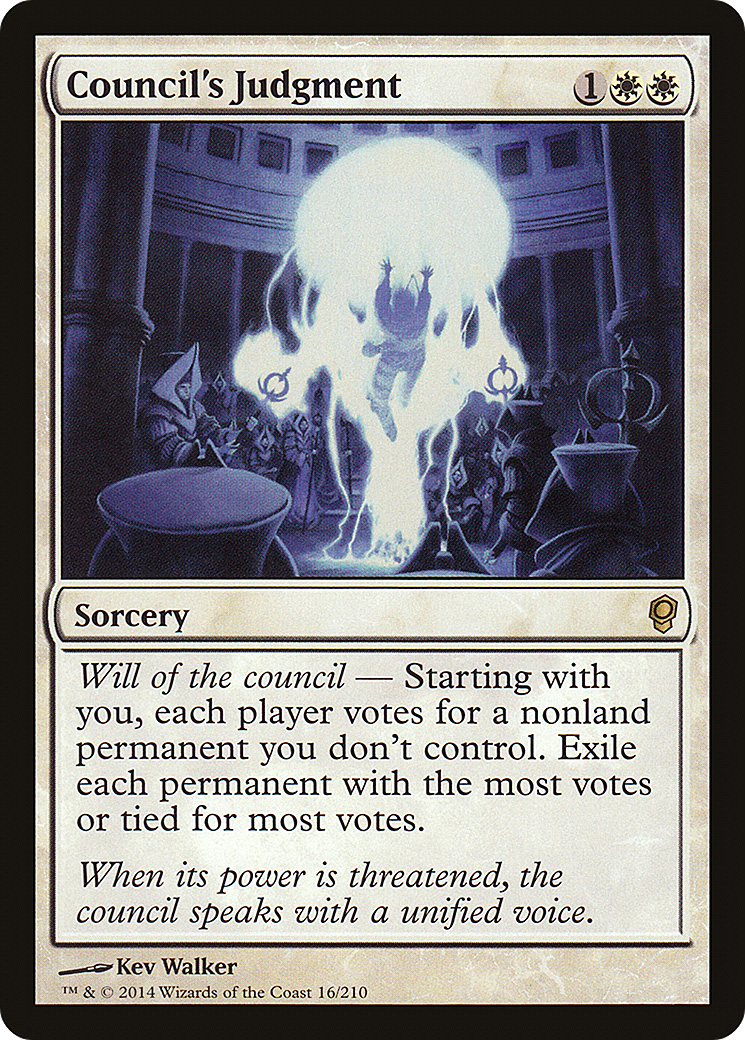 Council's Judgment 1
Sorcery
Will of the council — Starting with
you, each player votes for a nonland
permanent you don't control. Exile
each permanent with the most votes
or tied for most votes.
When its power is threatened, the
council speaks with a unified voice.
Kev Walker
™ & © 2014 Wizards of the Coast 16/210